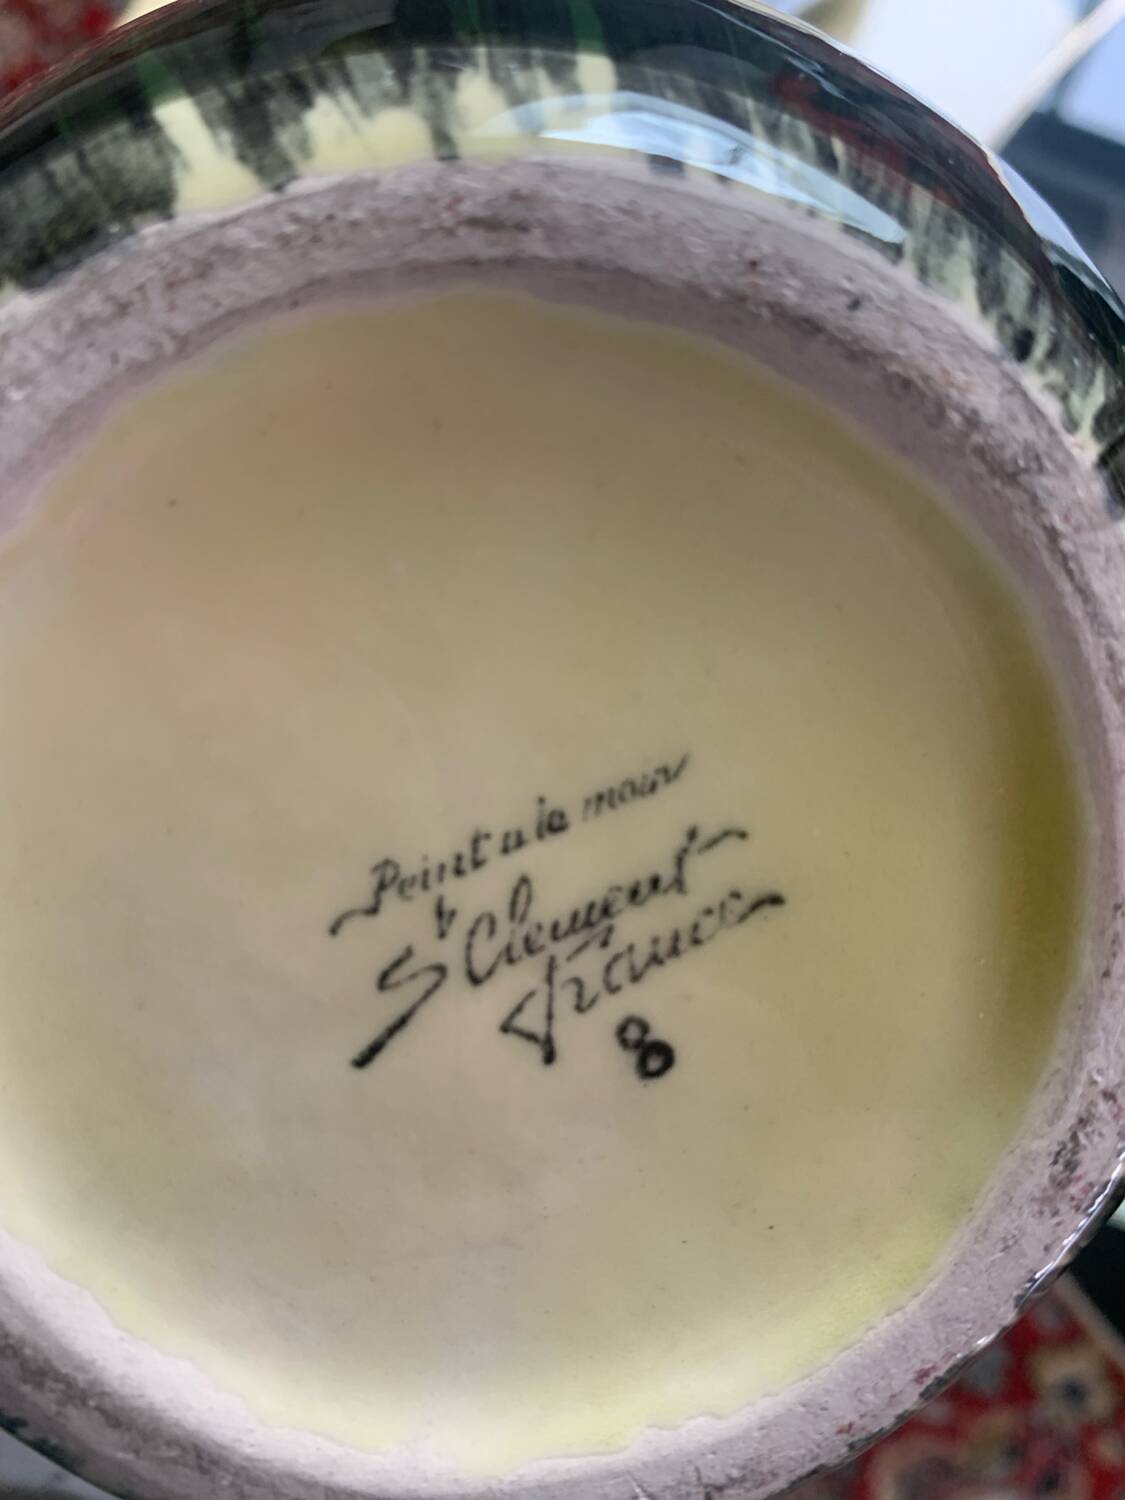 Peint a la main
St Clement
France
8